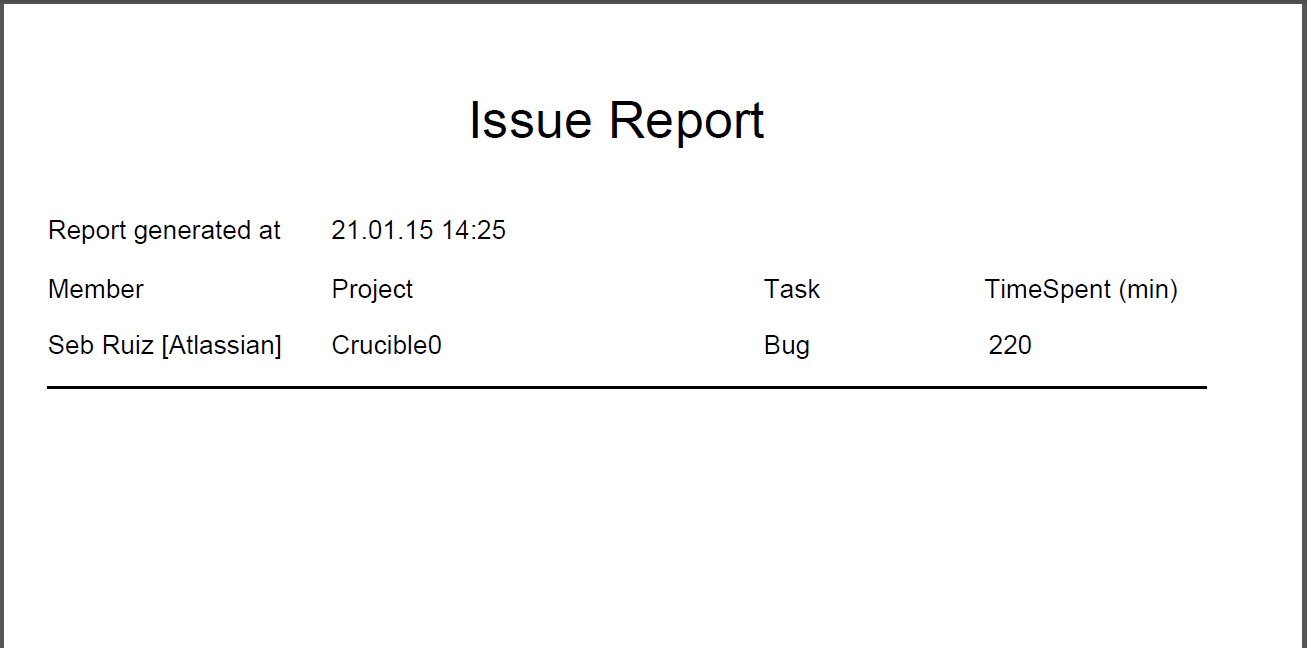 Issue Report
Report generated at 21.01.15 14:25
Member Project Task TimeSpent (min)
Seb Ruiz [Atlassian] Crucible0 Bug 220